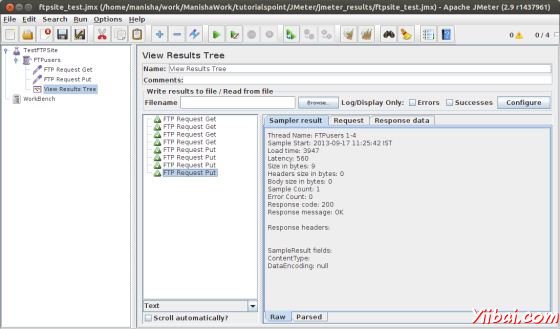 ftpsite_test.jmx (/home/manisha/work/ManishaWork/tutorialspoint/JMeter/jmeter_results/ftpsite_test.jmx) - Apache JMeter (2.9 r1437961)
File Edit Search Run Options Help
0 0 / 4
TestFTPSite
FTPusers
FTP Request Get
FTP Request Put
View Results Tree
WorkBench
View Results Tree
Name: View Results Tree
Comments:
Write results to file / Read from file
Filename Browse... Log/Display Only: Errors Successes Configure
FTP Request Get
FTP Request Get
FTP Request Get
FTP Request Get
FTP Request Put
FTP Request Put
FTP Request Put
FTP Request Put
Text
Scroll automatically?
Sampler result Request Response data
Thread Name: FTPusers 1-4
Sample Start: 2013-09-17 11:25:42 IST
Load time: 3947
Latency: 560
Size in bytes: 9
Headers size in bytes: 0
Body size in bytes: 0
Sample Count: 1
Error Count: 0
Response code: 200
Response message: OK
Response headers:
SampleResult fields:
ContentType:
DataEncoding: null
Raw Parsed
Yiibai.com